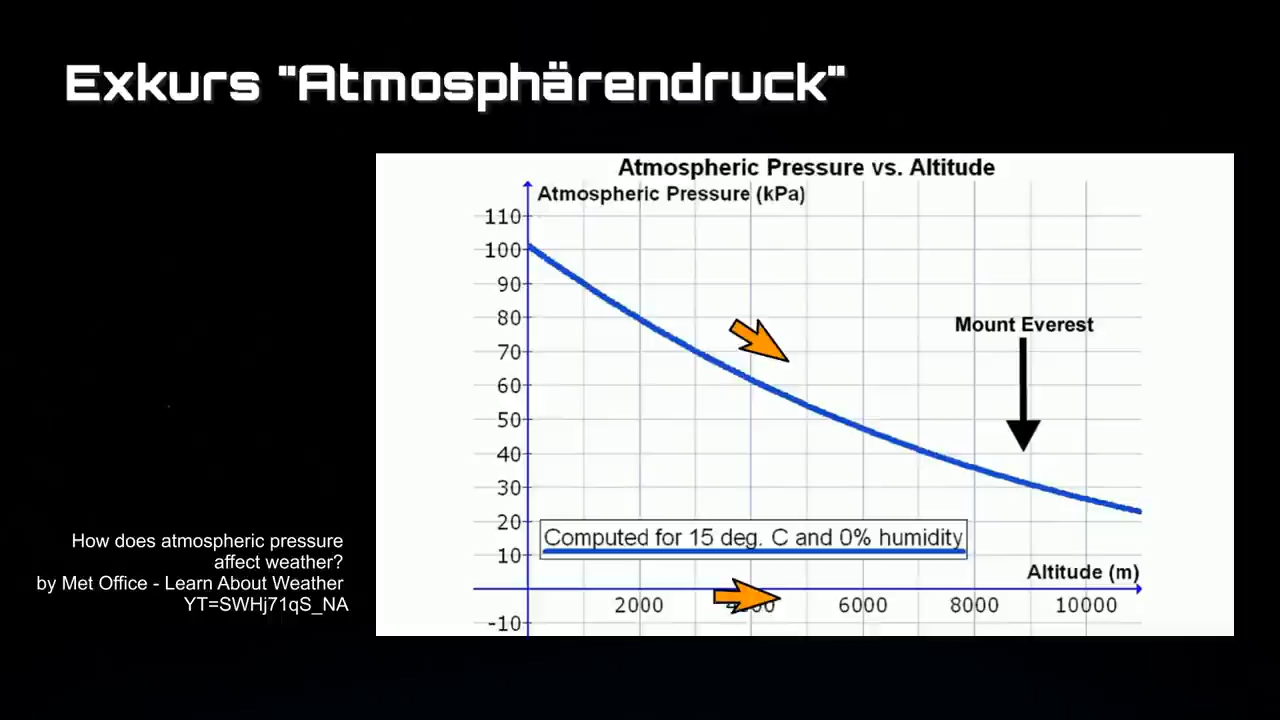 Exkurs "Atmosphärendruck"
Atmospheric Pressure vs. Altitude
Atmospheric Pressure (kPa)
110
100
90
80
70
60
50
40
30
20
10
-10
Mount Everest
Computed for 15 deg. C and 0% humidity
Altitude (m)
2000
6000
8000
10000
How does atmospheric pressure
affect weather?
by Met Office - Learn About Weather
YT=SWHj71qS_NA